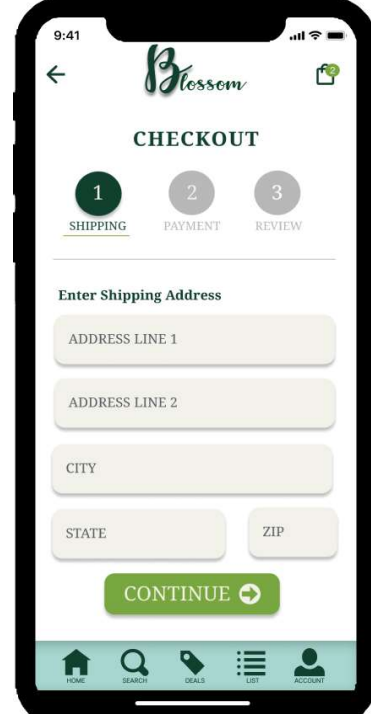 9:41
Blossom
2
CHECKOUT
1 2 3
SHIPPING PAYMENT REVIEW
Enter Shipping Address
ADDRESS LINE 1
ADDRESS LINE 2
CITY
STATE ZIP
CONTINUE
HOME SEARCH DEALS LIST ACCOUNT